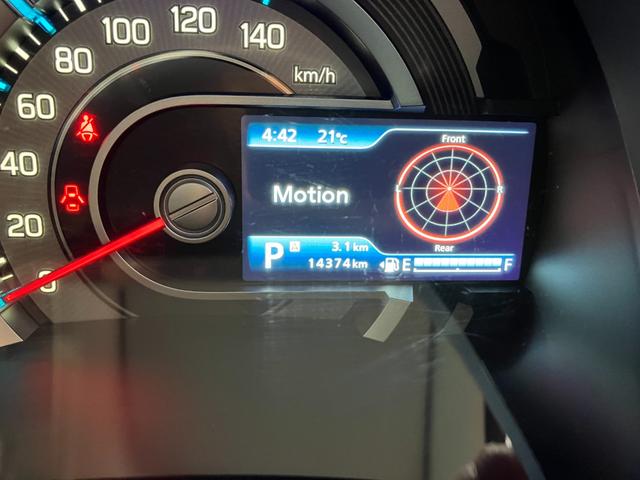 120
100
140
80
km/h
60
40
20
0
4:42 21°C
Front
L R
Motion
Rear
P A 3.1 km
14374 km E F